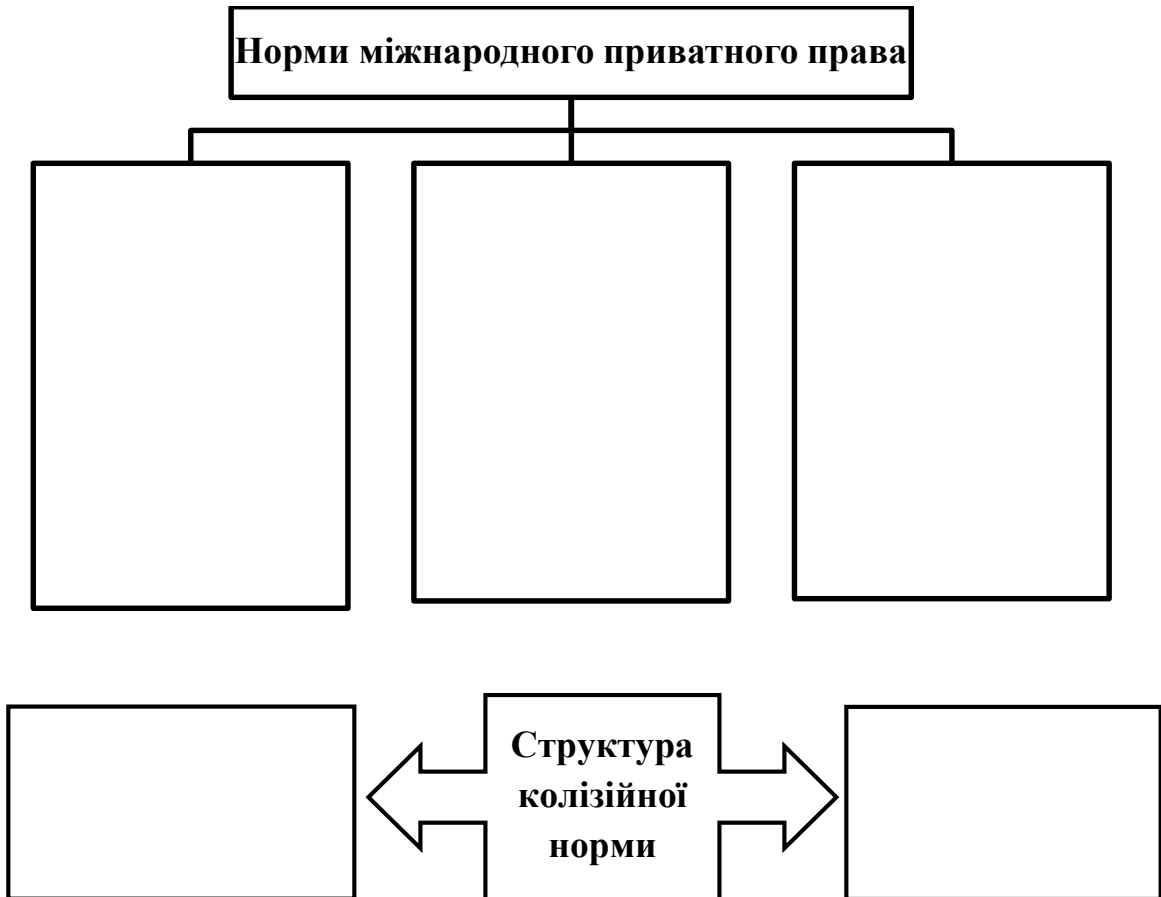 Норми міжнародного приватного права
Структура
колізійної
норми